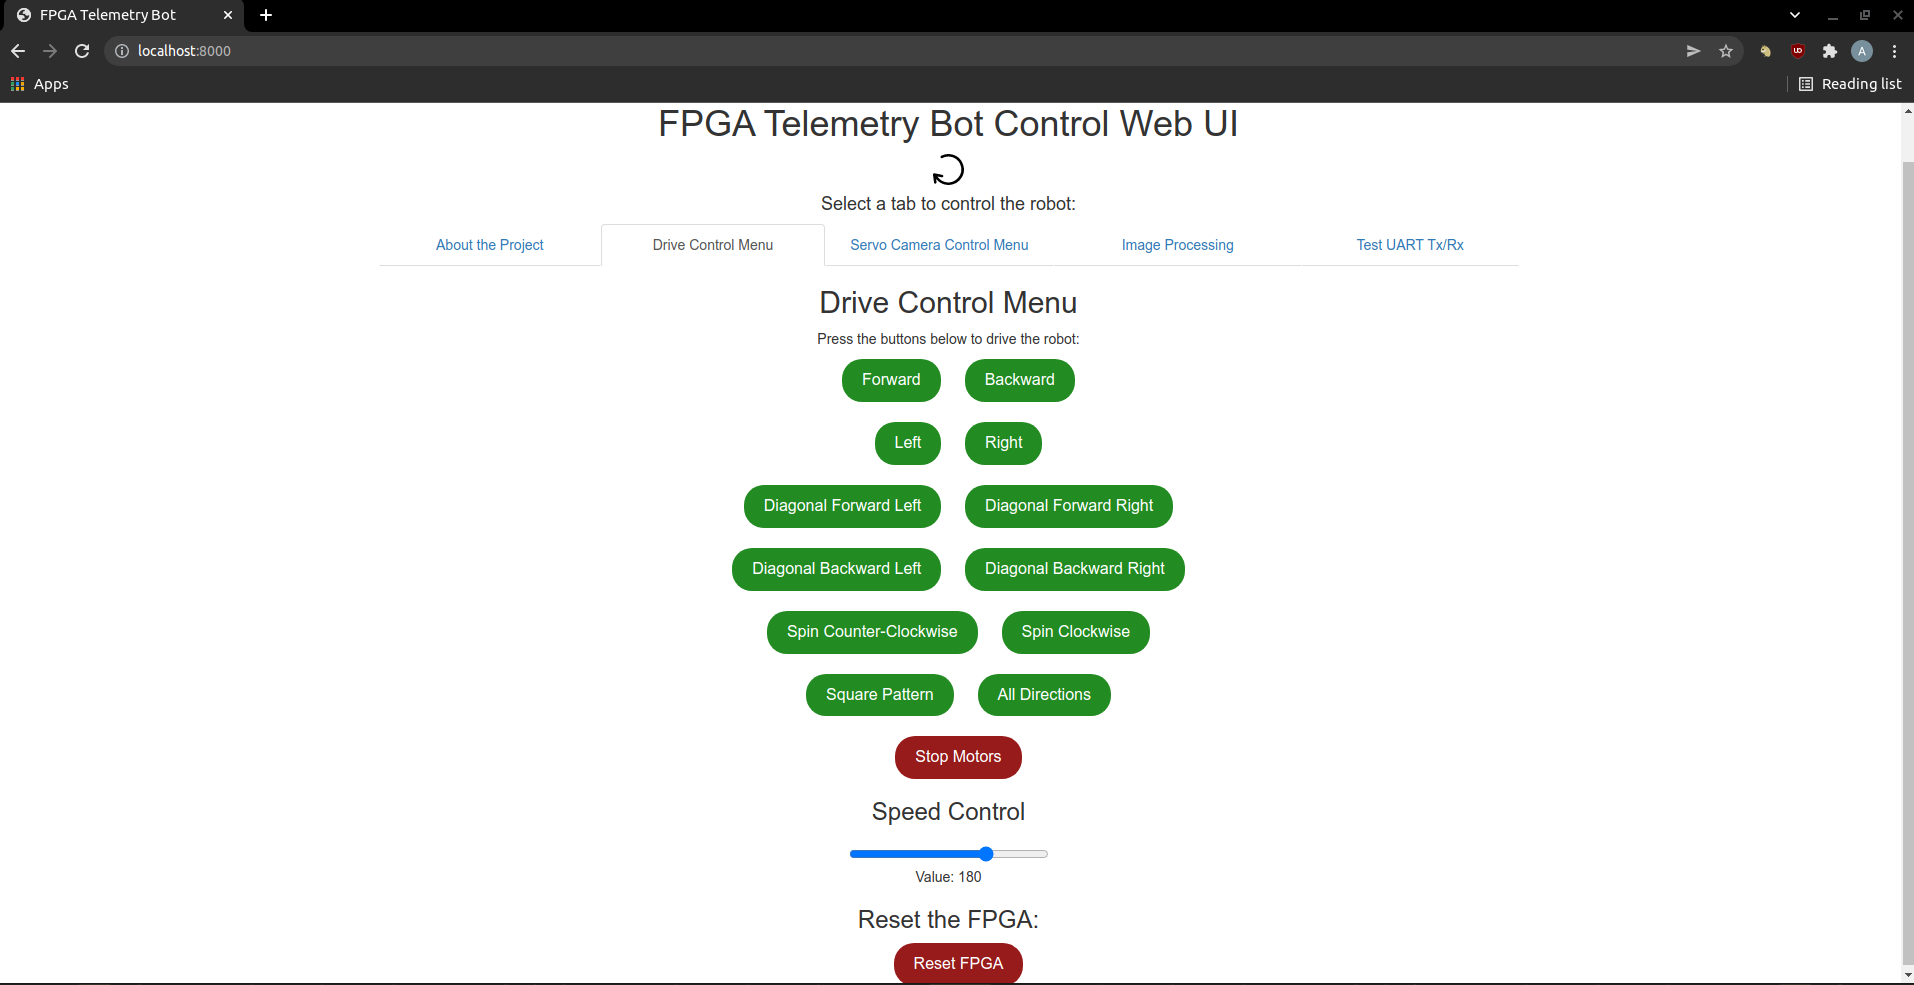 FPGA Telemetry Bot
localhost:8000
A
Apps
Reading list
FPGA Telemetry Bot Control Web UI
Select a tab to control the robot:
About the Project Drive Control Menu Servo Camera Control Menu Image Processing Test UART Tx/Rx
Drive Control Menu
Press the buttons below to drive the robot:
Forward Backward
Left Right
Diagonal Forward Left Diagonal Forward Right
Diagonal Backward Left Diagonal Backward Right
Spin Counter-Clockwise Spin Clockwise
Square Pattern All Directions
Stop Motors
Speed Control
Value: 180
Reset the FPGA:
Reset FPGA